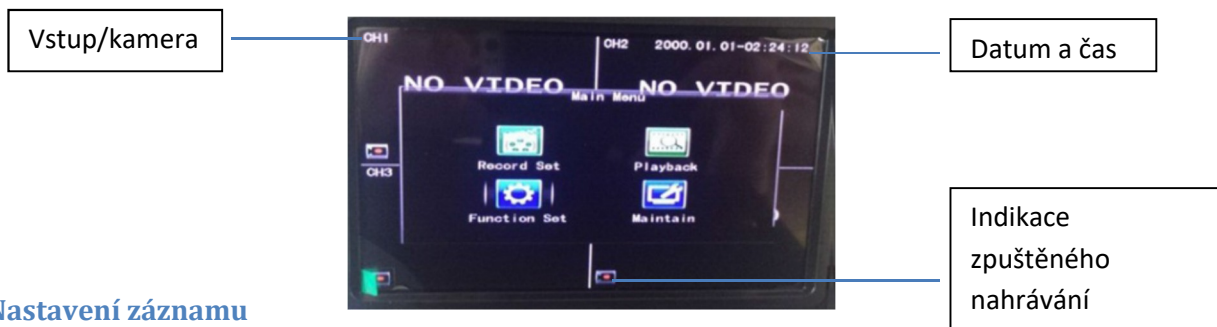 Vstup/kamera
CH1
CH2 2000.01.01-02:24:12
Datum a čas
NO VIDEO
NO VIDEO
Main Menu
Record Set
Playback
CH3
Function Set
Maintain
Indikace
zpuštěného
nahrávání
Nastavení záznamu